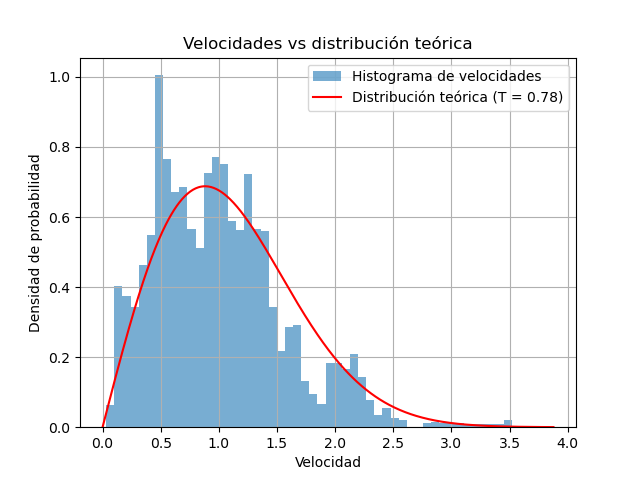 Velocidades vs distribución teórica
Histograma de velocidades
Distribución teórica (T = 0.78)
Densidad de probabilidad
1.0
0.8
0.6
0.4
0.2
0.0
0.0 0.5 1.0 1.5 2.0 2.5 3.0 3.5 4.0
Velocidad